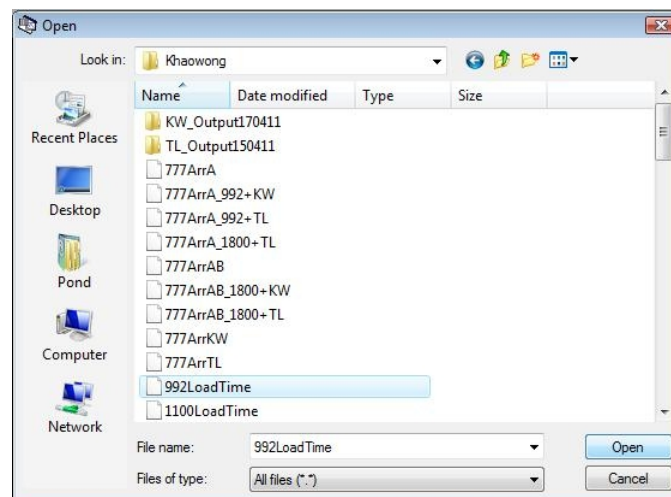 Open
Look in: Khaowong
Name Date modified Type Size
Recent Places
Desktop
Pond
Computer
Network
KW_Output170411
TL_Output150411
777ArrA
777ArrA_992+KW
777ArrA_992+TL
777ArrA_1800+TL
777ArrAB
777ArrAB_1800+KW
777ArrAB_1800+TL
777ArrKW
777ArrTL
992LoadTime
1100LoadTime
File name: 992LoadTime Open
Files of type: All files (*.*) Cancel